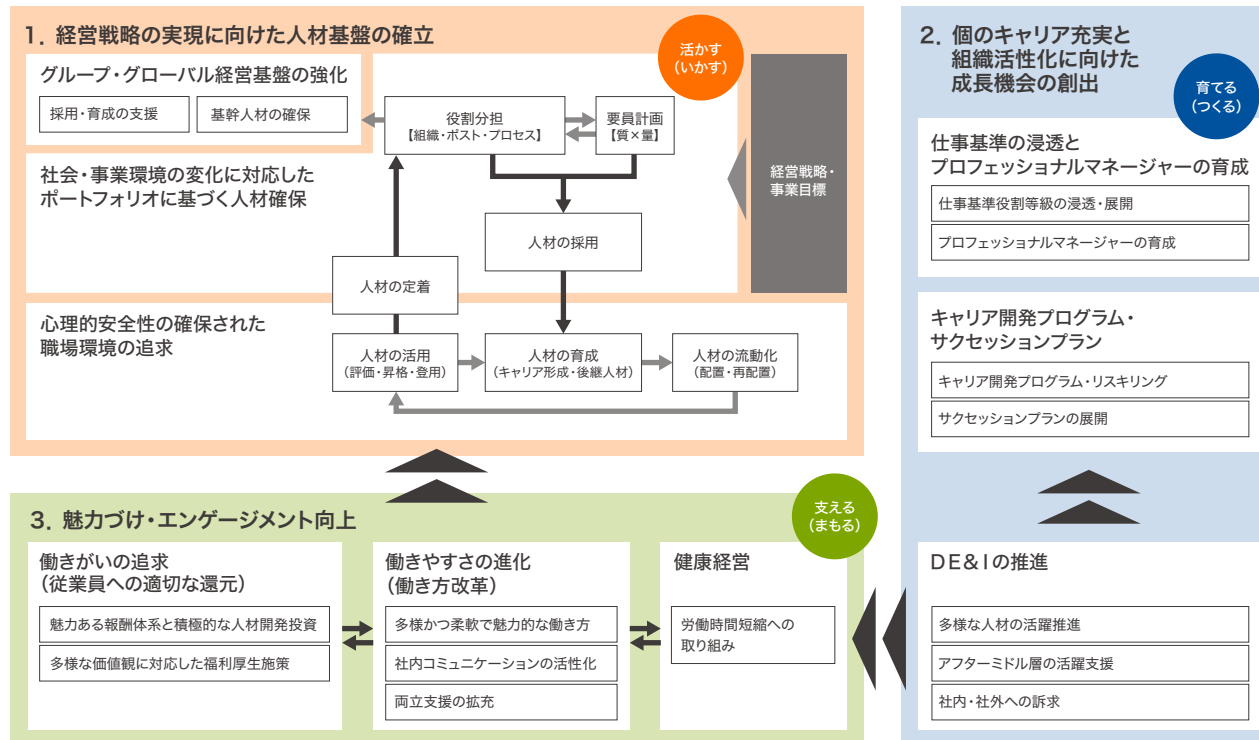 1. 経営戦略の実現に向けた人材基盤の確立
活かす
(いかす)
グループ・グローバル経営基盤の強化
採用・育成の支援
基幹人材の確保
役割分担
【組織・ポスト・プロセス】
要員計画
【質×量】
社会・事業環境の変化に対応した
ポートフォリオに基づく人材確保
経営戦略・
事業目標
人材の採用
人材の定着
心理的安全性の確保された
職場環境の追求
人材の活用
(評価・昇格・登用)
人材の育成
(キャリア形成・後継人材)
人材の流動化
(配置・再配置)
2. 個のキャリア充実と
組織活性化に向けた
成長機会の創出
育てる
(つくる)
仕事基準の浸透と
プロフェッショナルマネージャーの育成
仕事基準役割等級の浸透・展開
プロフェッショナルマネージャーの育成
キャリア開発プログラム・
サクセッションプラン
キャリア開発プログラム・リスキリング
サクセッションプランの展開
DE&Iの推進
多様な人材の活躍推進
アフターミドル層の活躍支援
社内・社外への訴求
3. 魅力づけ・エンゲージメント向上
支える
(まもる)
働きがいの追求
(従業員への適切な還元)
魅力ある報酬体系と積極的な人材開発投資
多様な価値観に対応した福利厚生施策
働きやすさの進化
(働き方改革)
多様かつ柔軟で魅力的な働き方
社内コミュニケーションの活性化
両立支援の拡充
健康経営
労働時間短縮への
取り組み